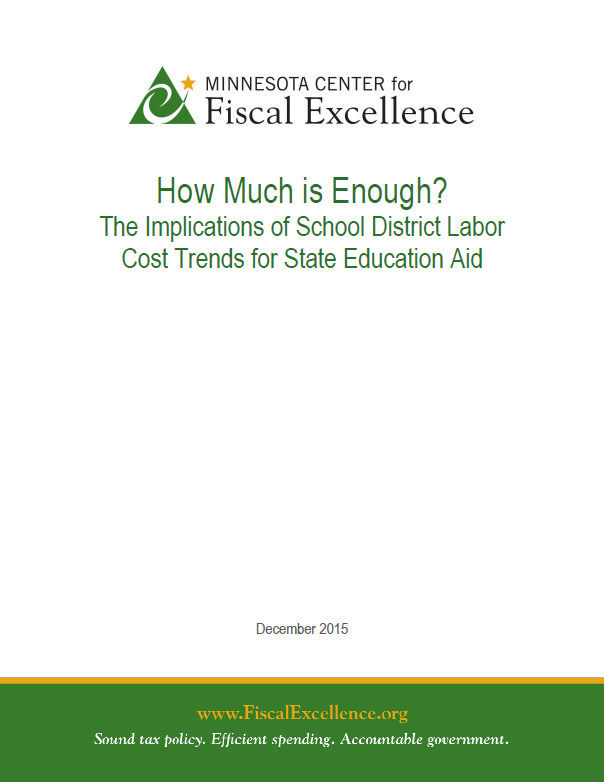 MINNESOTA CENTER for
Fiscal Excellence
How Much is Enough?
The Implications of School District Labor
Cost Trends for State Education Aid
December 2015
www.FiscalExcellence.org
Sound tax policy. Efficient spending. Accountable government.